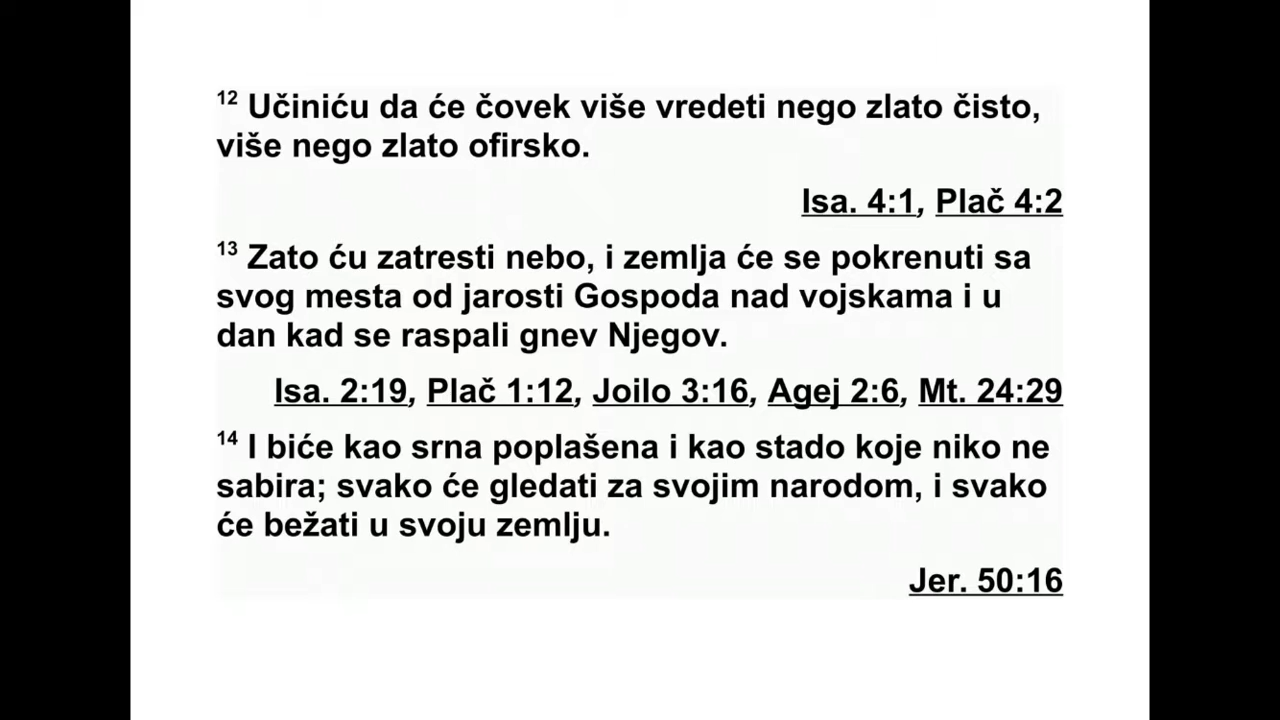 12 Učiniću da će čovek više vredeti nego zlato čisto,
više nego zlato ofirsko.
Isa. 4:1, Plač 4:2
13 Zato ću zatresti nebo, i zemlja će se pokrenuti sa
svog mesta od jarosti Gospoda nad vojskama i u
dan kad se raspali gnev Njegov.
Isa. 2:19, Plač 1:12, Joilo 3:16, Agej 2:6, Mt. 24:29
14 I biće kao srna poplašena i kao stado koje niko ne
sabira; svako će gledati za svojim narodom, i svako
će bežati u svoju zemlju.
Jer. 50:16